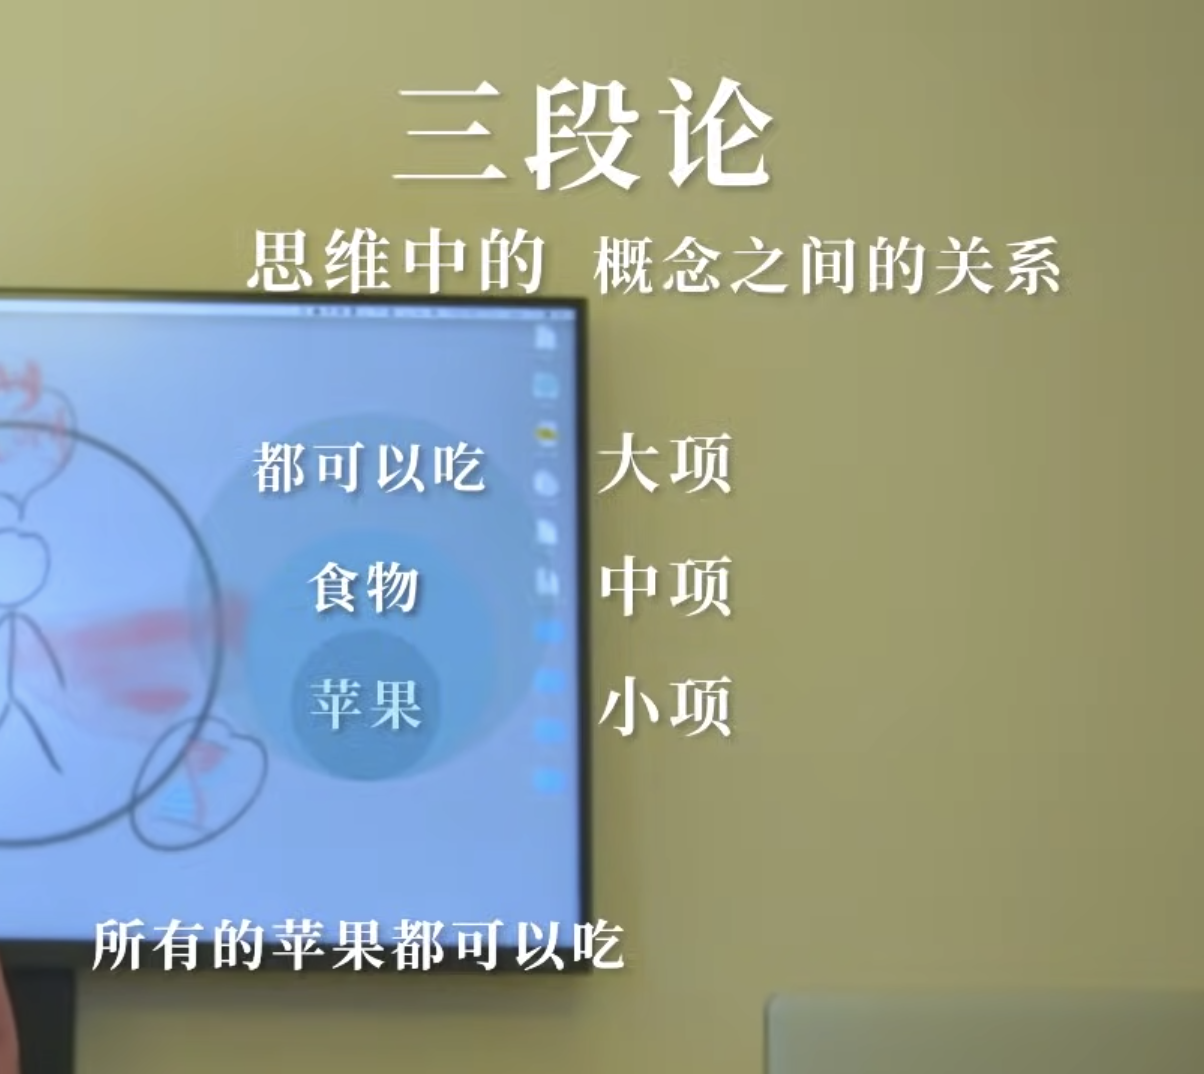 三段论
思维中的 概念之间的关系
都可以吃 大项
食物 中项
苹果 小项
所有的苹果都可以吃